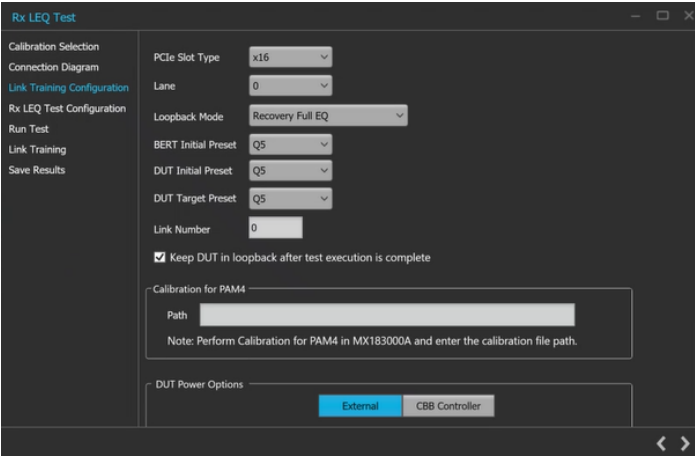 Rx LEQ Test
Calibration Selection
Connection Diagram
Link Training Configuration
Rx LEQ Test Configuration
Run Test
Link Training
Save Results
PCIe Slot Type x16
Lane 0
Loopback Mode Recovery Full EQ
BERT Initial Preset Q5
DUT Initial Preset Q5
DUT Target Preset Q5
Link Number 0
Keep DUT in loopback after test execution is complete
Calibration for PAM4
Path
Note: Perform Calibration for PAM4 in MX183000A and enter the calibration file path.
DUT Power Options
External CBB Controller